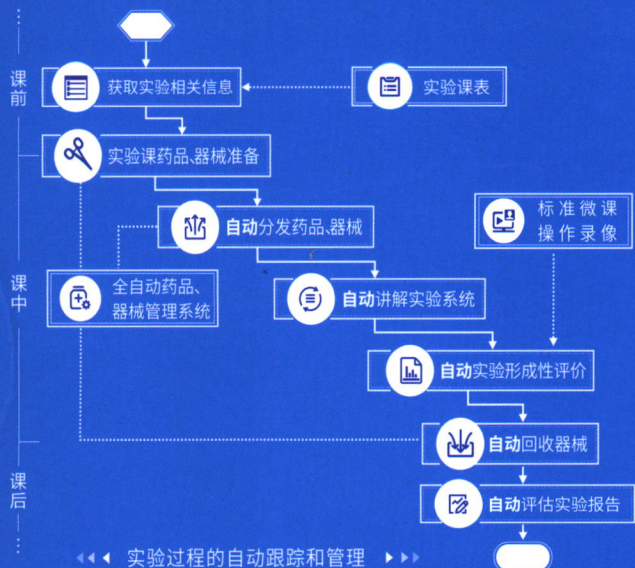 课前
获取实验相关信息
实验课表
实验课药品、器械准备
自动分发药品、器械
标准微课
操作录像
课中
全自动药品、
器械管理系统
自动讲解实验系统
自动实验形成性评价
自动回收器械
课后
自动评估实验报告
实验过程的自动跟踪和管理